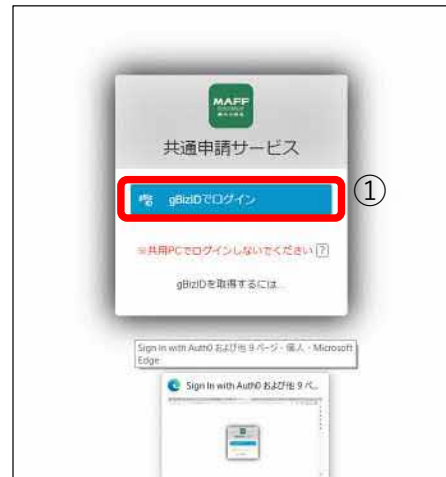 MAFF
共通申請サービス
gBizIDでログイン
①
※共用PCでログインしないでください ?
gBizIDを取得するには...
Sign In with Auth0 および他 9 ページ - 個人 - Microsoft
Edge
Sign In with Auth0 および他 9 ペ...